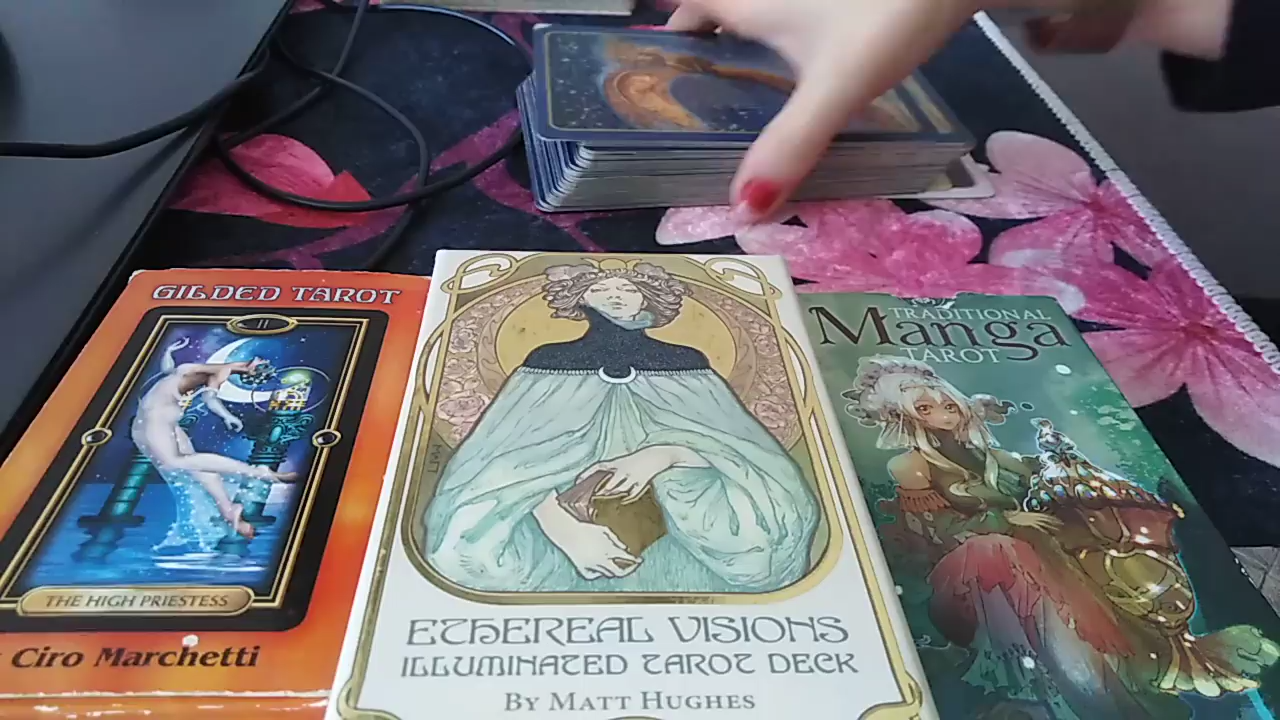 GILDED TAROT
II
THE HIGH PRIESTESS
Ciro Marchetti
ETHEREAL VISIONS
ILLUMINATED TAROT DECK
BY MATT HUGHES
TRADITIONAL
Manga
TAROT